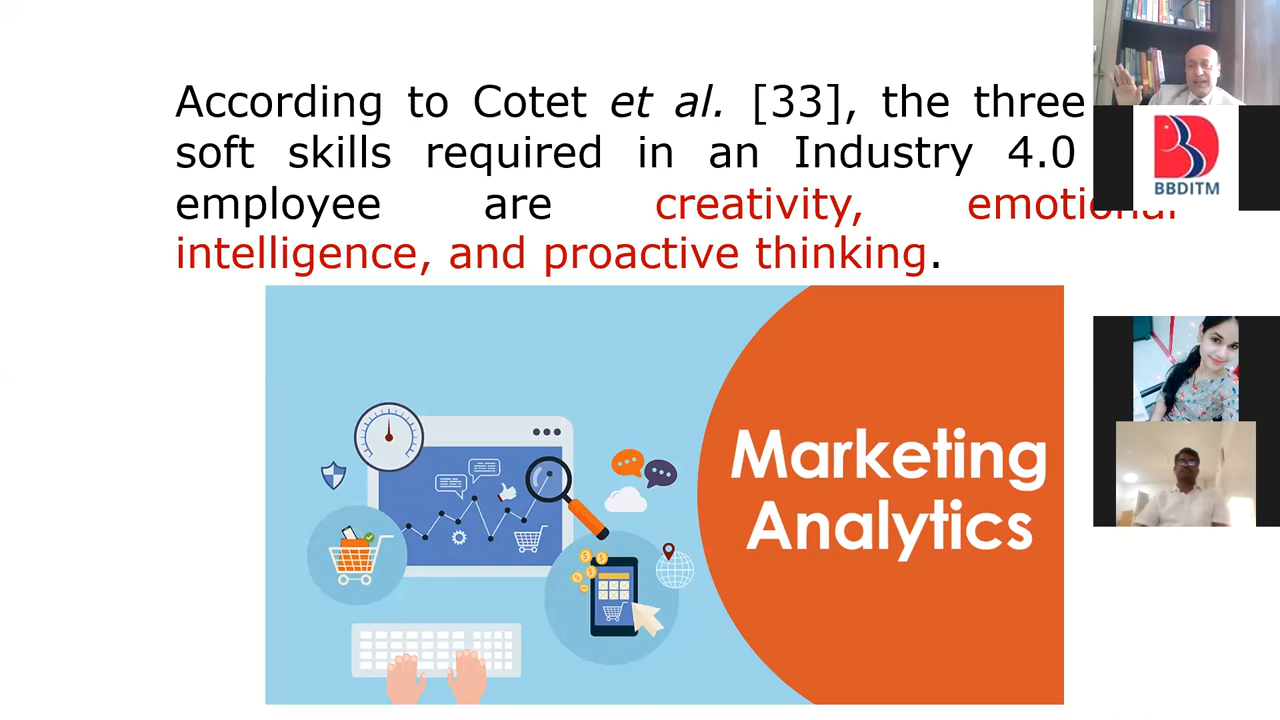 According to Cotet et al. [33], the three
soft skills required in an Industry 4.0
employee are creativity, emotional
intelligence, and proactive thinking.
Marketing
Analytics
BBDITM